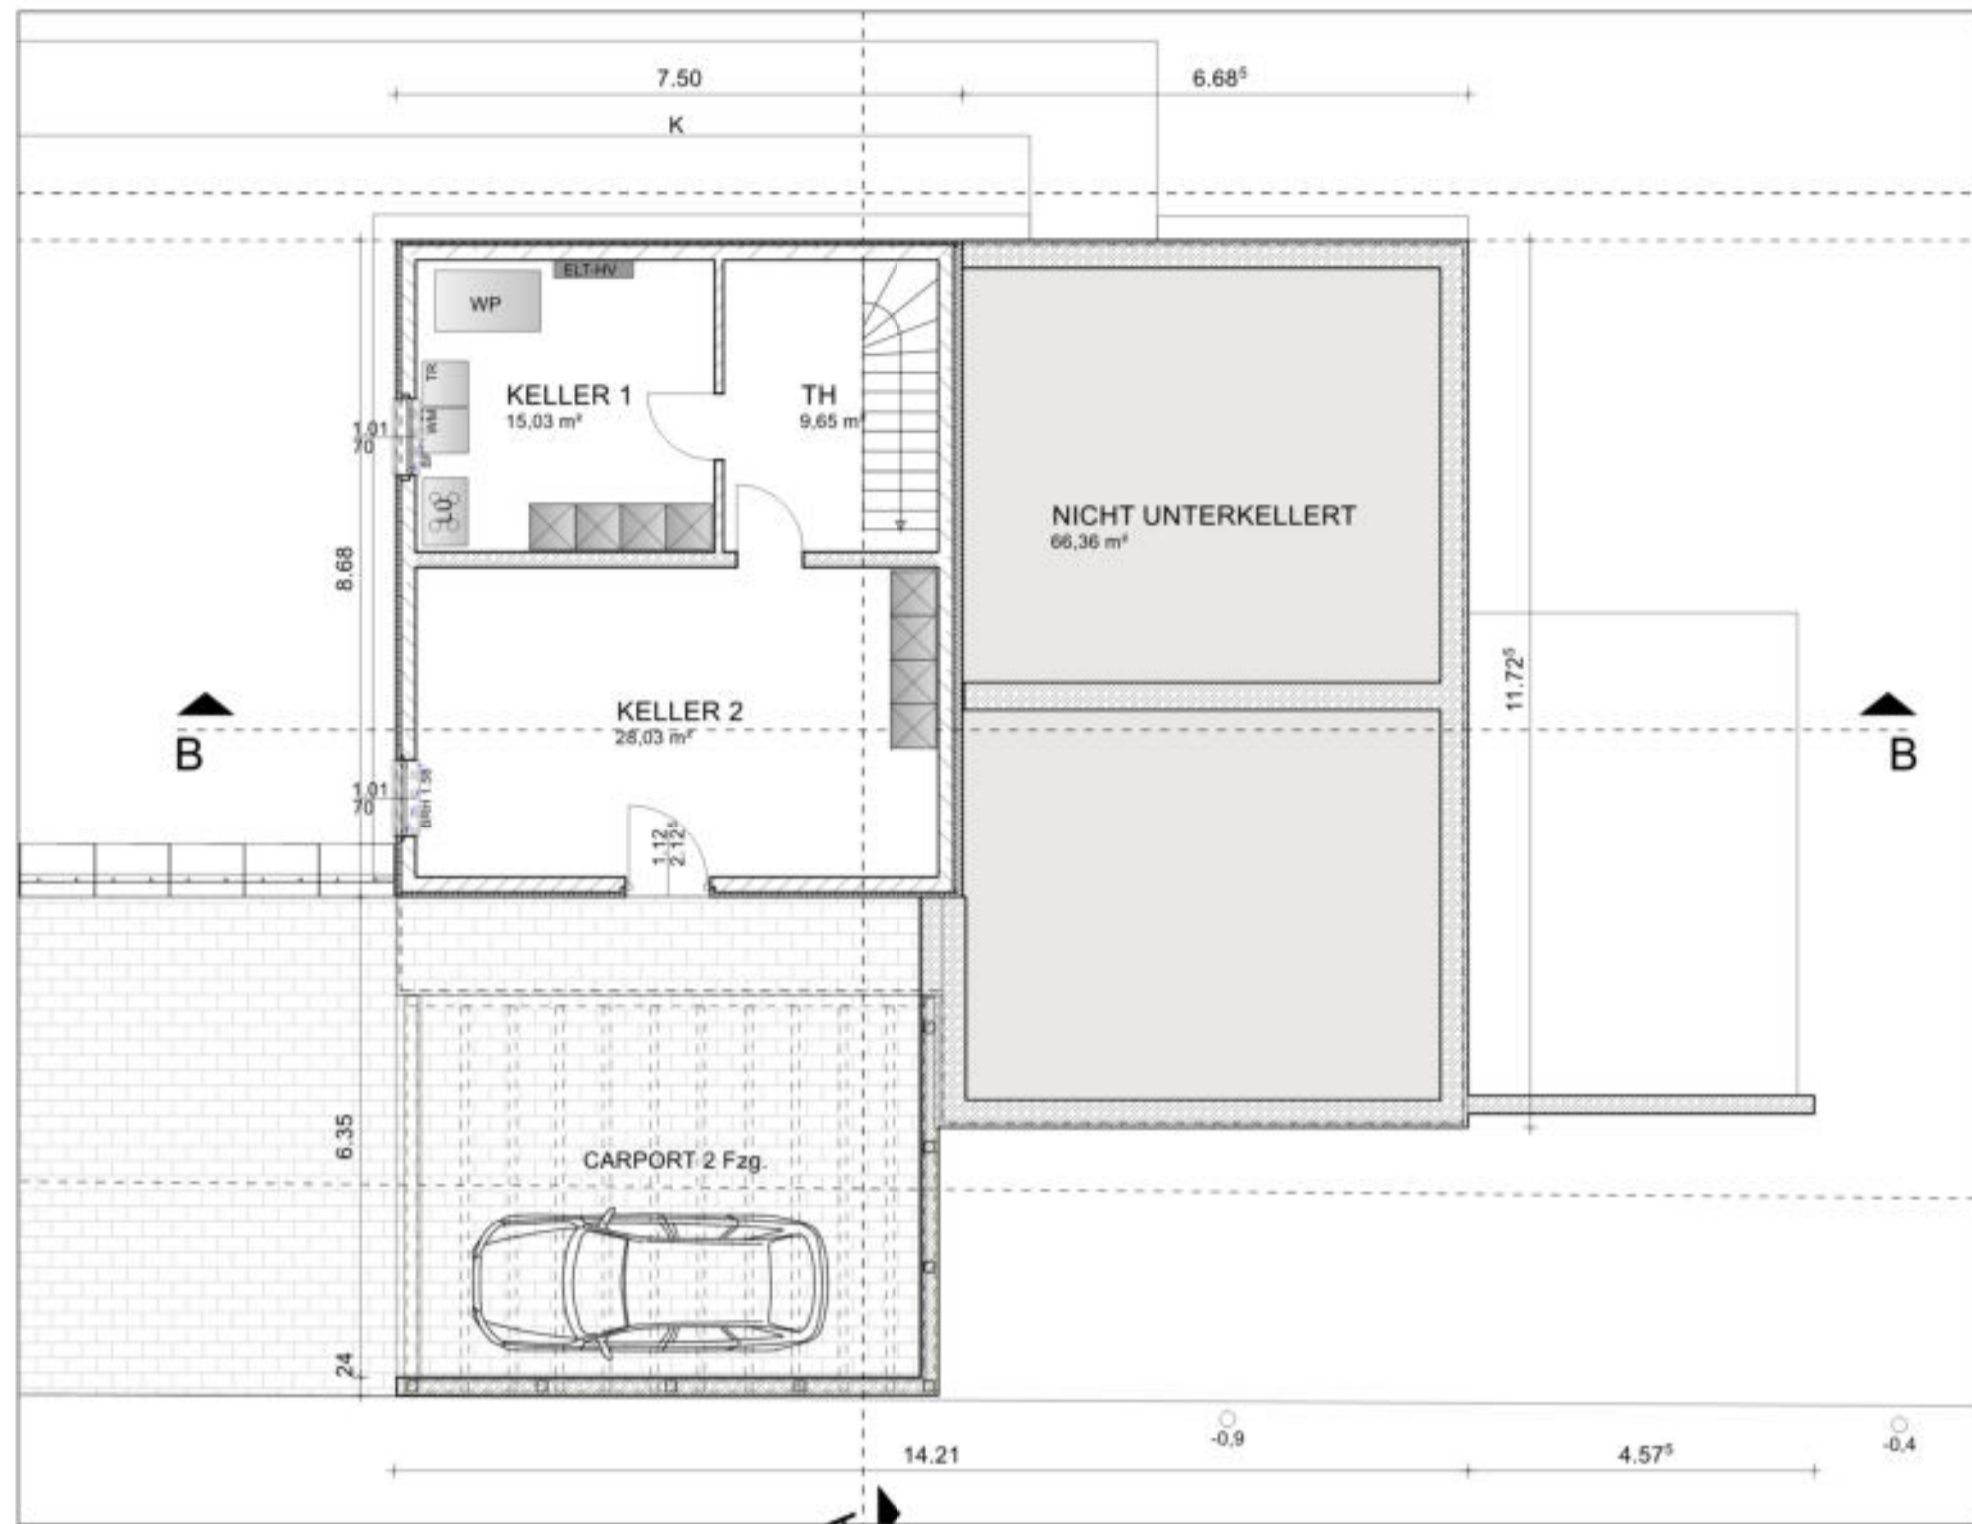 7.50
6.68⁵
K
ELT-HV
WP
TR
KELLER 1
15,03 m²
TH
9,65 m²
WM
1.01
70
LÜ
NICHT UNTERKELLERT
66,36 m²
8.68
11.72⁵
KELLER 2
28,03 m²
B
B
1.01
70
BRH 1.58
1.12
2.12⁵
6.35
CARPORT 2 Fzg.
24
-0,9
-0,4
14.21
4.57⁵